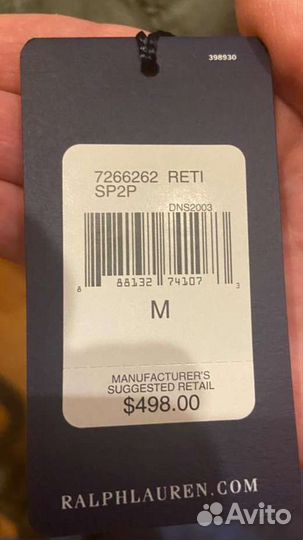 398930
7266262 RETI
SP2P
DNS2003
8 88132 74107 3
M
MANUFACTURER'S
SUGGESTED RETAIL
$498.00
RALPHLAUREN.COM
Avito